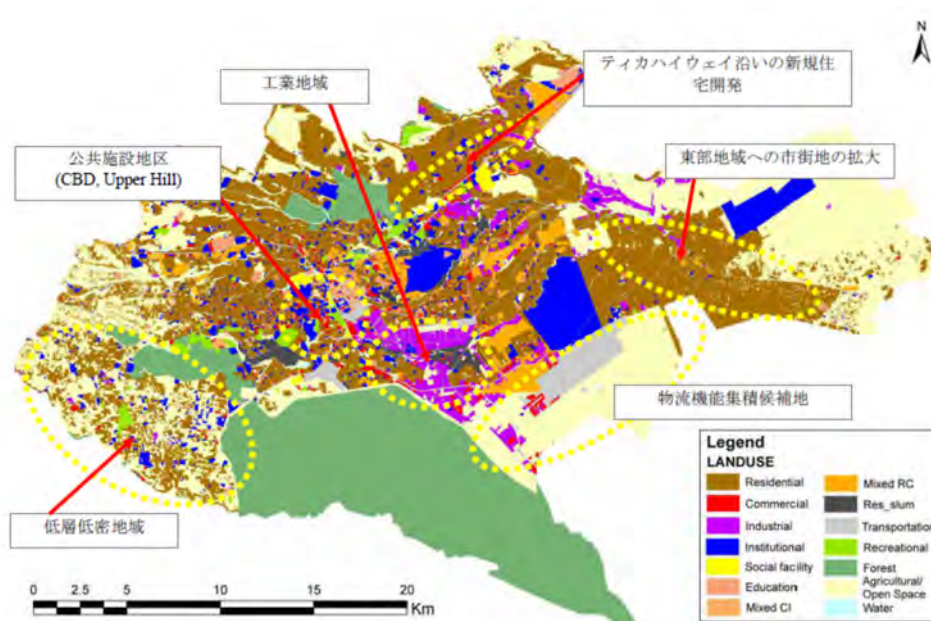 N
ティカハイウェイ沿いの新規住
宅開発
工業地域
公共施設地区
(CBD, Upper Hill)
東部地域への市街地の拡大
物流機能集積候補地
低層低密地域
Legend
LANDUSE
Residential
Commercial
Industrial
Institutional
Social facility
Education
Mixed CI
Mixed RC
Res_slum
Transportation
Recreational
Forest
Agricultural/
Open Space
Water
0 2.5 5 10 15 20
Km